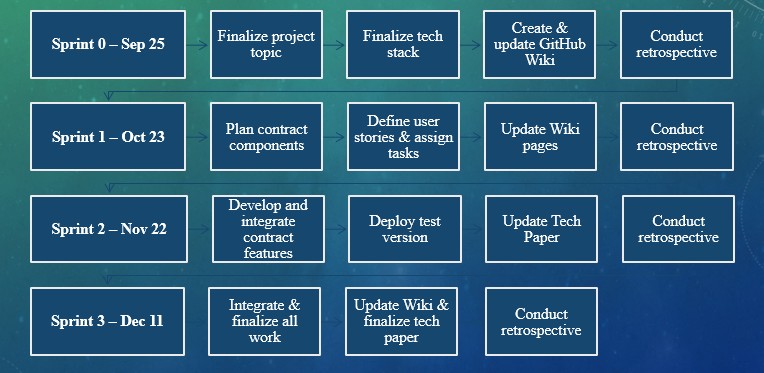 Sprint 0 – Sep 25
Finalize project
topic
Finalize tech
stack
Create &
update GitHub
Wiki
Conduct
retrospective
Sprint 1 – Oct 23
Plan contract
components
Define user
stories & assign
tasks
Update Wiki
pages
Conduct
retrospective
Sprint 2 – Nov 22
Develop and
integrate
contract
features
Deploy test
version
Update Tech
Paper
Conduct
retrospective
Sprint 3 – Dec 11
Integrate &
finalize all
work
Update Wiki &
finalize tech
paper
Conduct
retrospective